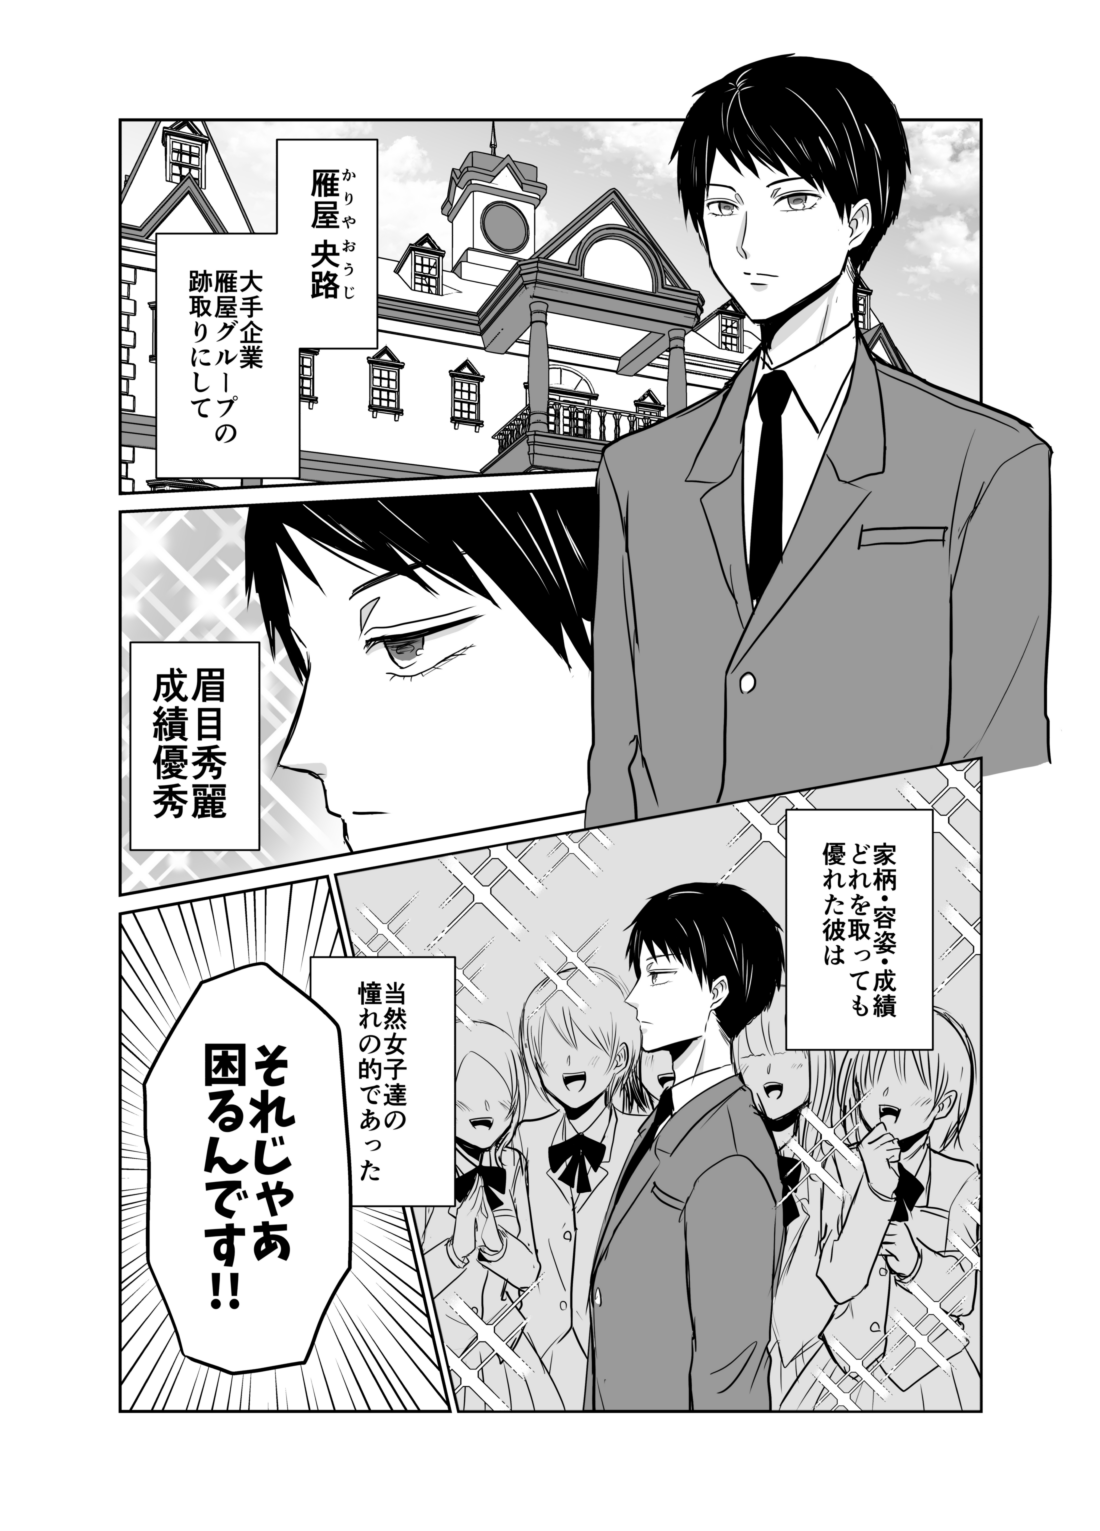 雁屋 央路
かりやおうじ
大手企業
雁屋グループの
跡取りにして
眉目秀麗
成績優秀
家柄・容姿・成績
どれを取っても
優れた彼は
当然女子達の
憧れの的であった
それじゃあ
困るんです!!